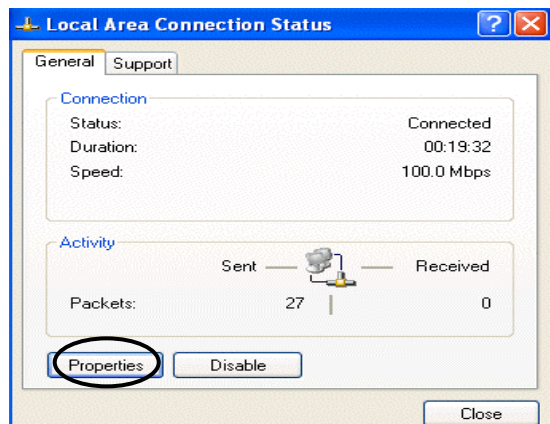 Local Area Connection Status
General Support
Connection
Status: Connected
Duration: 00:19:32
Speed: 100.0 Mbps
Activity
Sent Received
Packets: 27 0
Properties Disable
Close